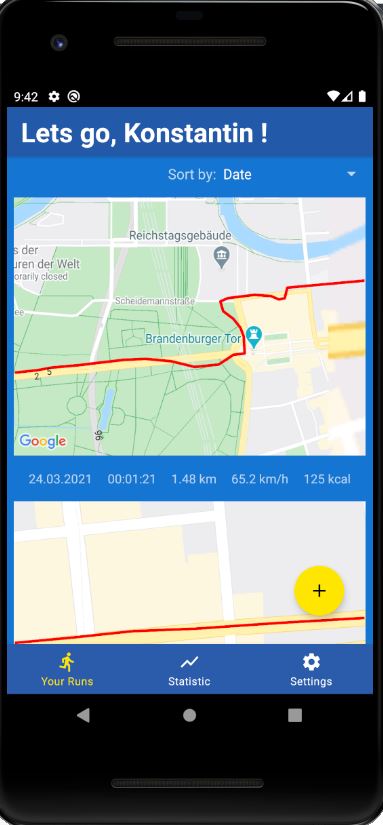 9:42
Lets go, Konstantin !
Sort by: Date
Reichstagsgebäude
s der
uren der Welt
orarily closed
Scheidemannstraße
ee
Brandenburger Tor
2, 5
96
Google
24.03.2021 00:01:21 1.48 km 65.2 km/h 125 kcal
+
Your Runs Statistic Settings